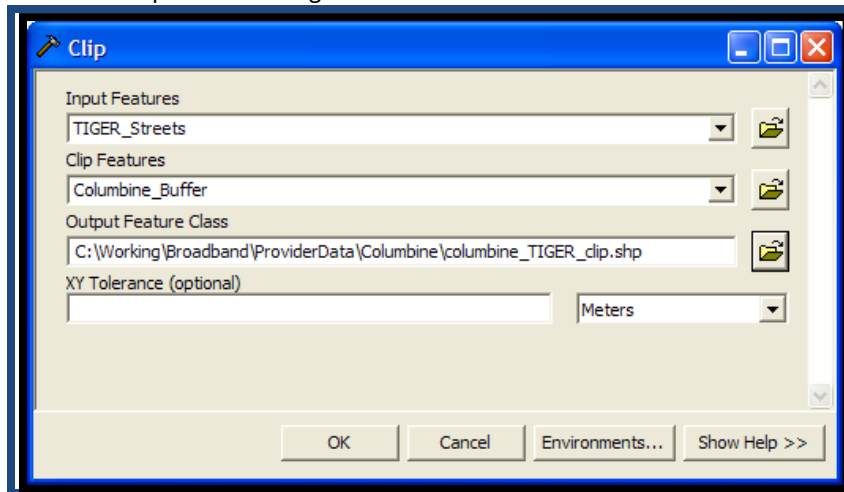 Clip
Input Features
TIGER_Streets
Clip Features
Columbine_Buffer
Output Feature Class
C:\Working\Broadband\ProviderData\Columbine\columbine_TIGER_clip.shp
XY Tolerance (optional)
Meters
OK Cancel Environments... Show Help >>